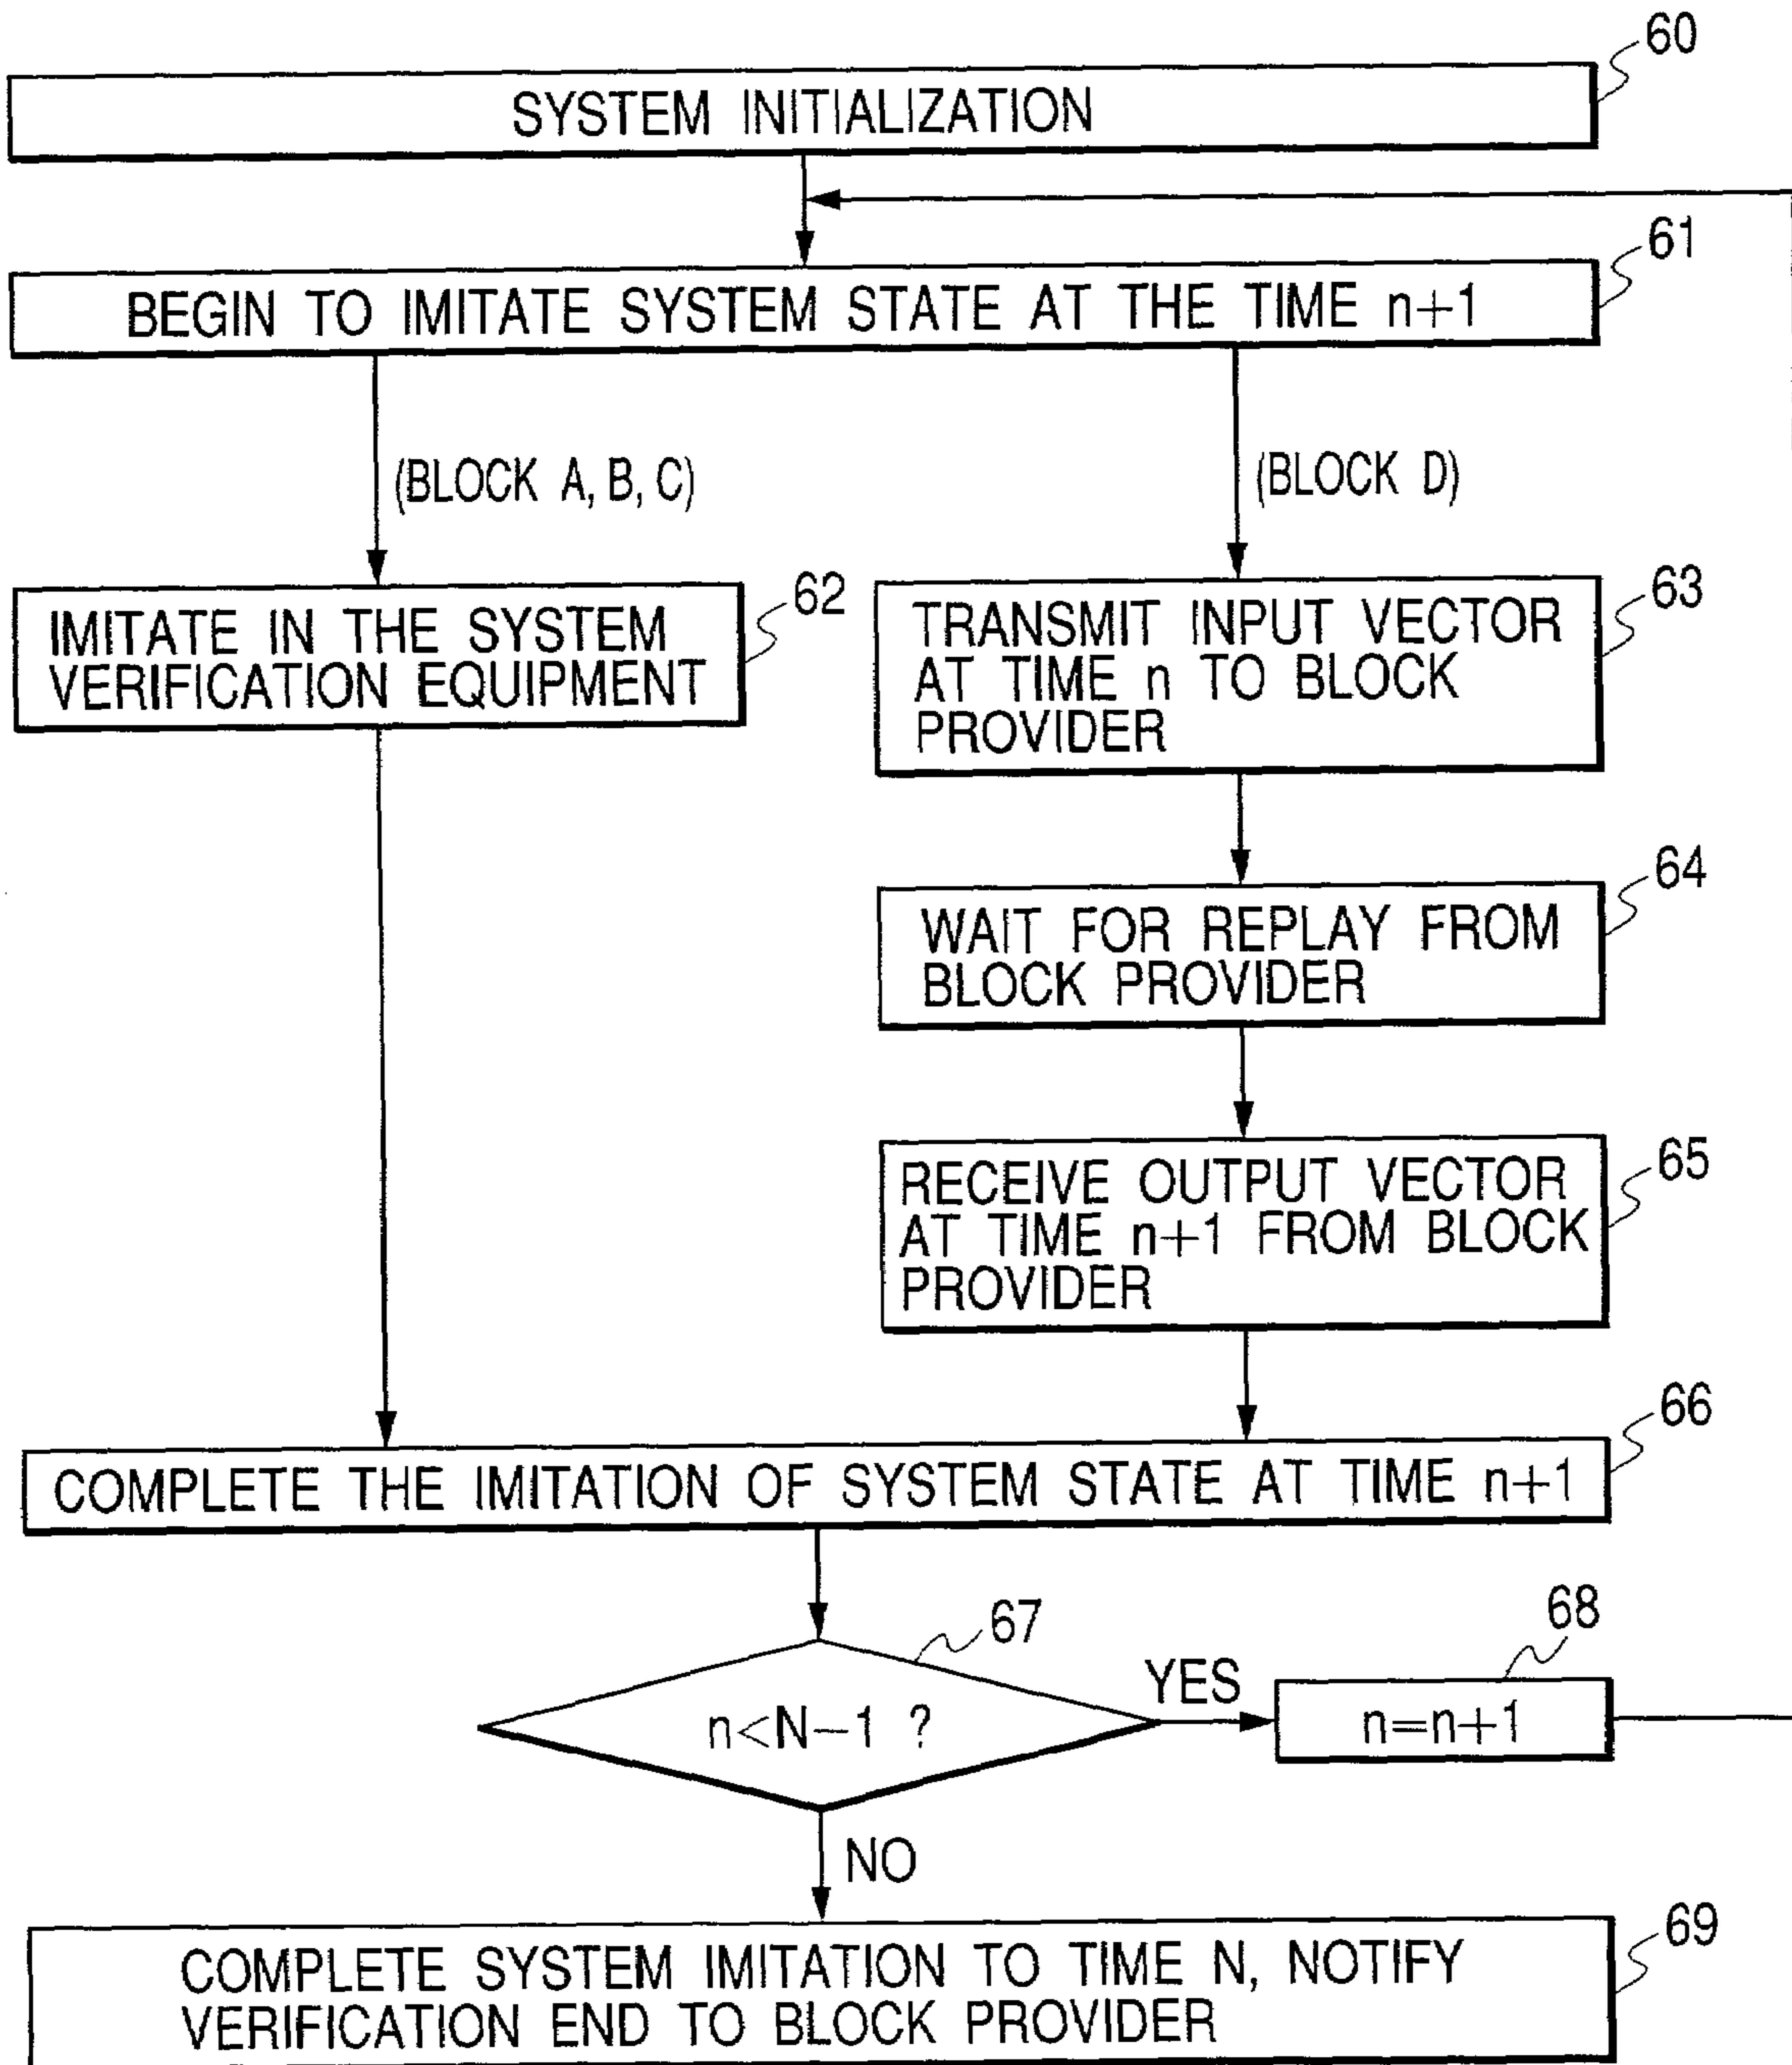 60
SYSTEM INITIALIZATION
61
BEGIN TO IMITATE SYSTEM STATE AT THE TIME n+1
(BLOCK A, B, C)
(BLOCK D)
62
IMITATE IN THE SYSTEM
VERIFICATION EQUIPMENT
63
TRANSMIT INPUT VECTOR
AT TIME n TO BLOCK
PROVIDER
64
WAIT FOR REPLAY FROM
BLOCK PROVIDER
65
RECEIVE OUTPUT VECTOR
AT TIME n+1 FROM BLOCK
PROVIDER
66
COMPLETE THE IMITATION OF SYSTEM STATE AT TIME n+1
67
n<N-1 ?
YES
68
n=n+1
NO
69
COMPLETE SYSTEM IMITATION TO TIME N, NOTIFY
VERIFICATION END TO BLOCK PROVIDER